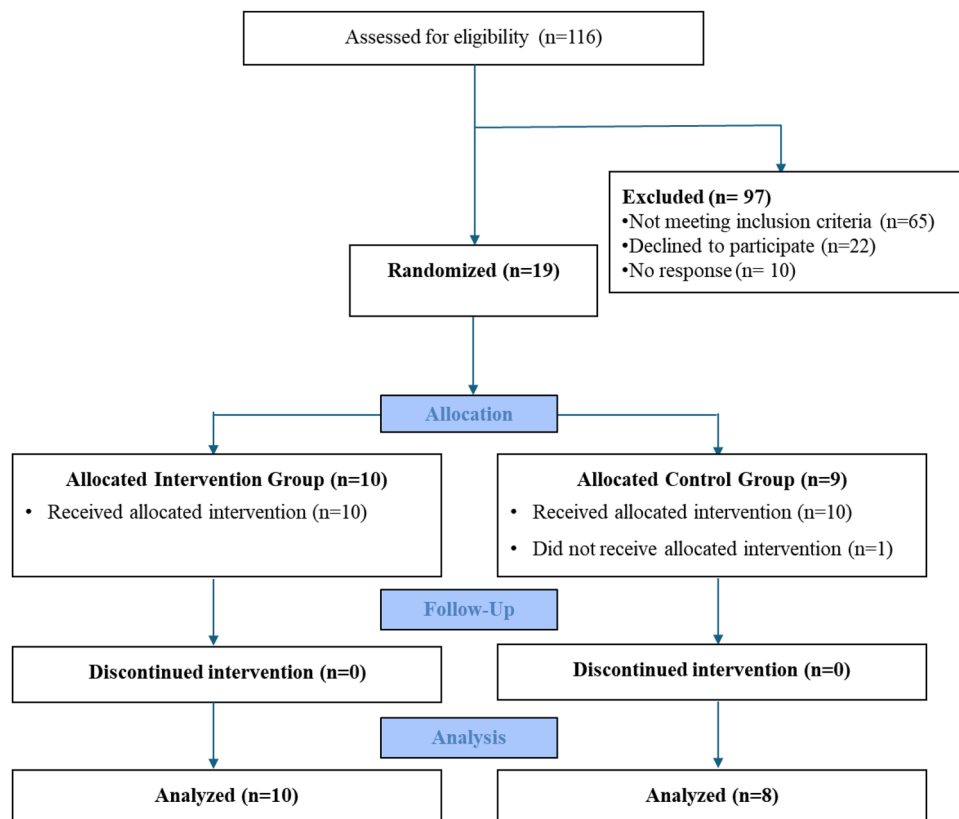 Assessed for eligibility (n=116)
Excluded (n= 97)
•Not meeting inclusion criteria (n=65)
•Declined to participate (n=22)
•No response (n= 10)
Randomized (n=19)
Allocation
Allocated Intervention Group (n=10)
• Received allocated intervention (n=10)
Allocated Control Group (n=9)
• Received allocated intervention (n=10)
• Did not receive allocated intervention (n=1)
Follow-Up
Discontinued intervention (n=0)
Discontinued intervention (n=0)
Analysis
Analyzed (n=10)
Analyzed (n=8)